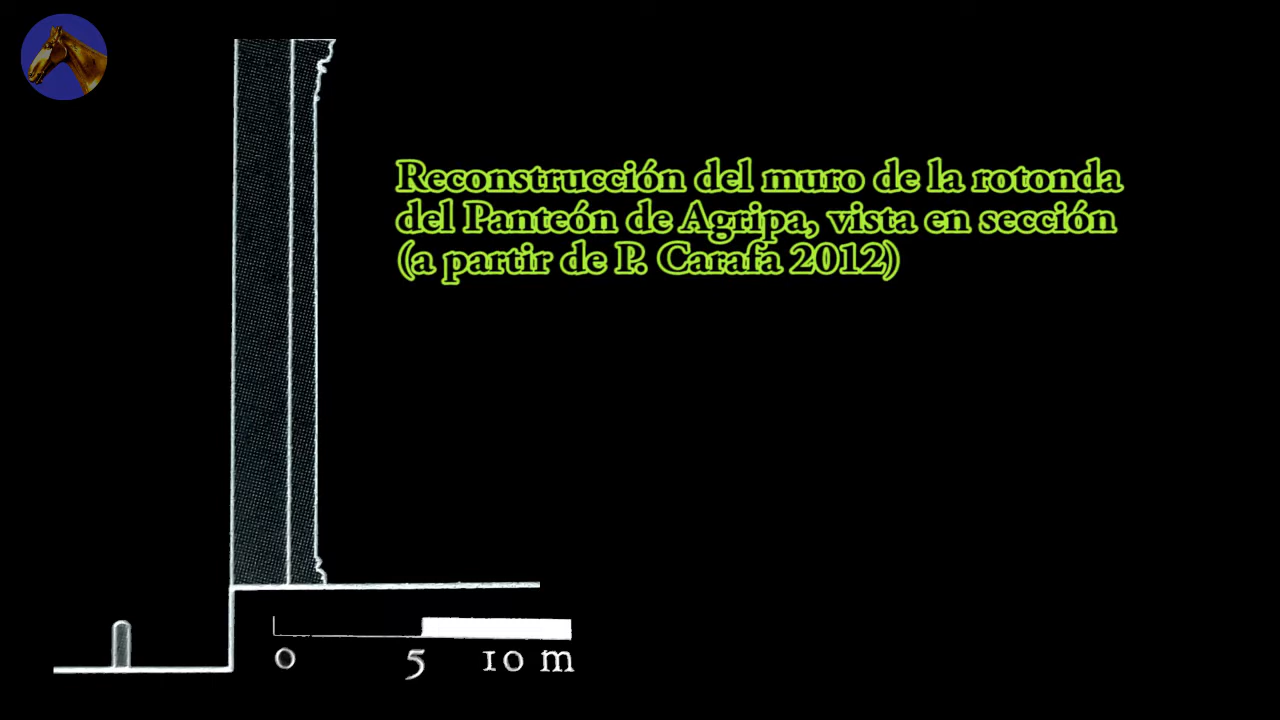 Reconstrucción del muro de la rotonda
del Panteón de Agripa, vista en sección
(a partir de P. Carafa 2012)
0 5 10 m